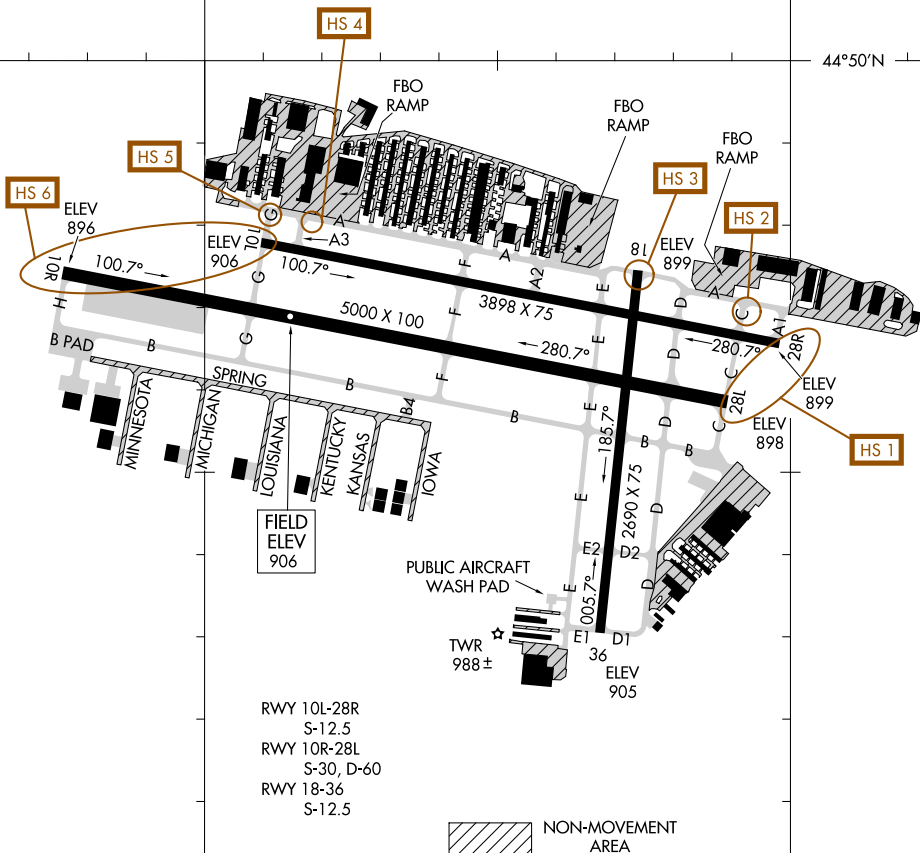 HS 4
44°50'N
FBO
RAMP
FBO
RAMP
FBO
RAMP
HS 5
HS 3
HS 6
HS 2
ELEV
896
G
A
A3
10L
ELEV
906
10R
100.7°
100.7°
G
F
A
A2
E
8 L
ELEV
899
D
A
C
A1
H
3898 X 75
5000 X 100
F
E
D
280.7°
280.7°
28R
C
ELEV
899
28L
ELEV
898
HS 1
B PAD
B
G
SPRING
B
F
B4
B
E
D
C
B
B
MINNESOTA
MICHIGAN
LOUISIANA
KENTUCKY
KANSAS
IOWA
185.7°
2690 X 75
E
D
FIELD
ELEV
906
E2
D2
PUBLIC AIRCRAFT
WASH PAD
E
005.7°
D
TWR
988±
E1
D1
36
ELEV
905
RWY 10L-28R
S-12.5
RWY 10R-28L
S-30, D-60
RWY 18-36
S-12.5
NON-MOVEMENT
AREA